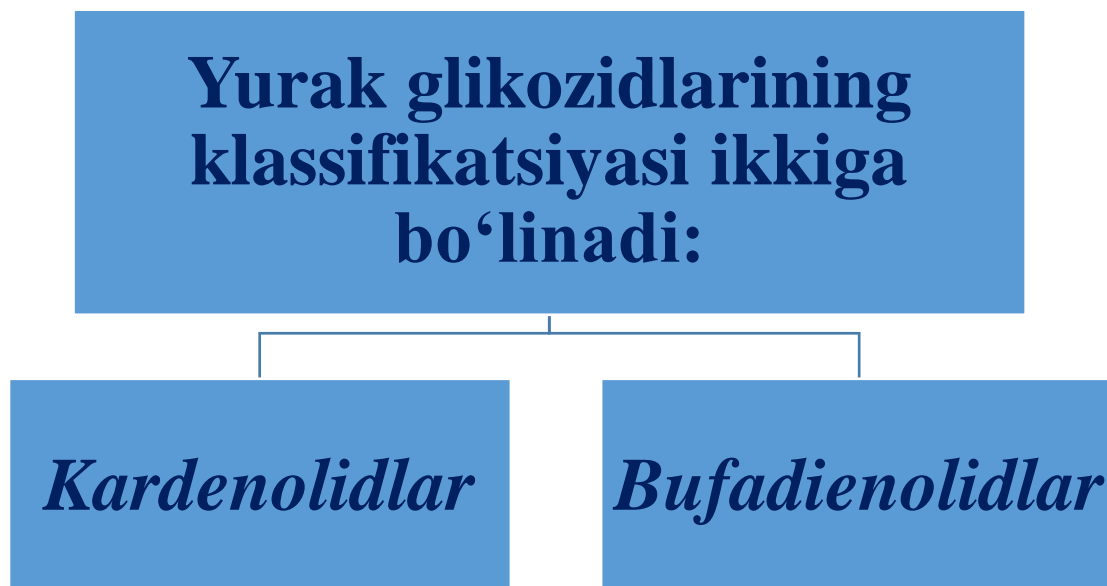 Yurak glikozidlarining
klassifikatsiyasi ikkiga
bo‘linadi:
Kardenolidlar
Bufadienolidlar